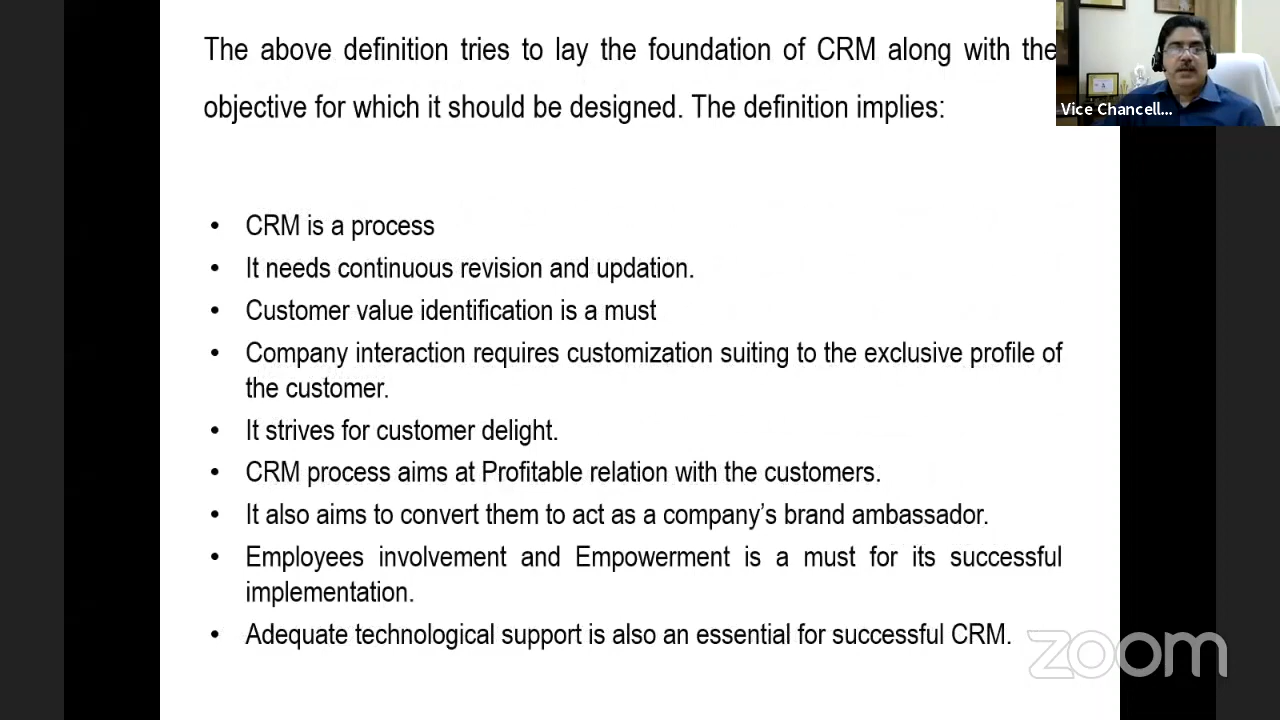 The above definition tries to lay the foundation of CRM along with the
objective for which it should be designed. The definition implies:
Vice Chancell...
• CRM is a process
• It needs continuous revision and updation.
• Customer value identification is a must
• Company interaction requires customization suiting to the exclusive profile of
the customer.
• It strives for customer delight.
• CRM process aims at Profitable relation with the customers.
• It also aims to convert them to act as a company's brand ambassador.
• Employees involvement and Empowerment is a must for its successful
implementation.
• Adequate technological support is also an essential for successful CRM.
zoom